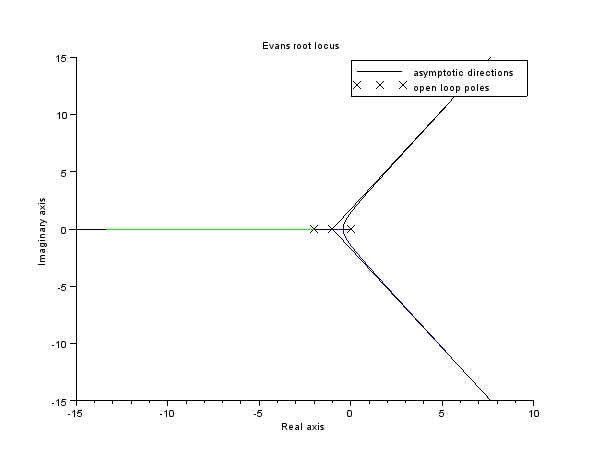 Evans root locus
15
asymptotic directions
open loop poles
10
5
0
-5
-10
-15
-15
-10
-5
0
5
10
Imaginary axis
Real axis